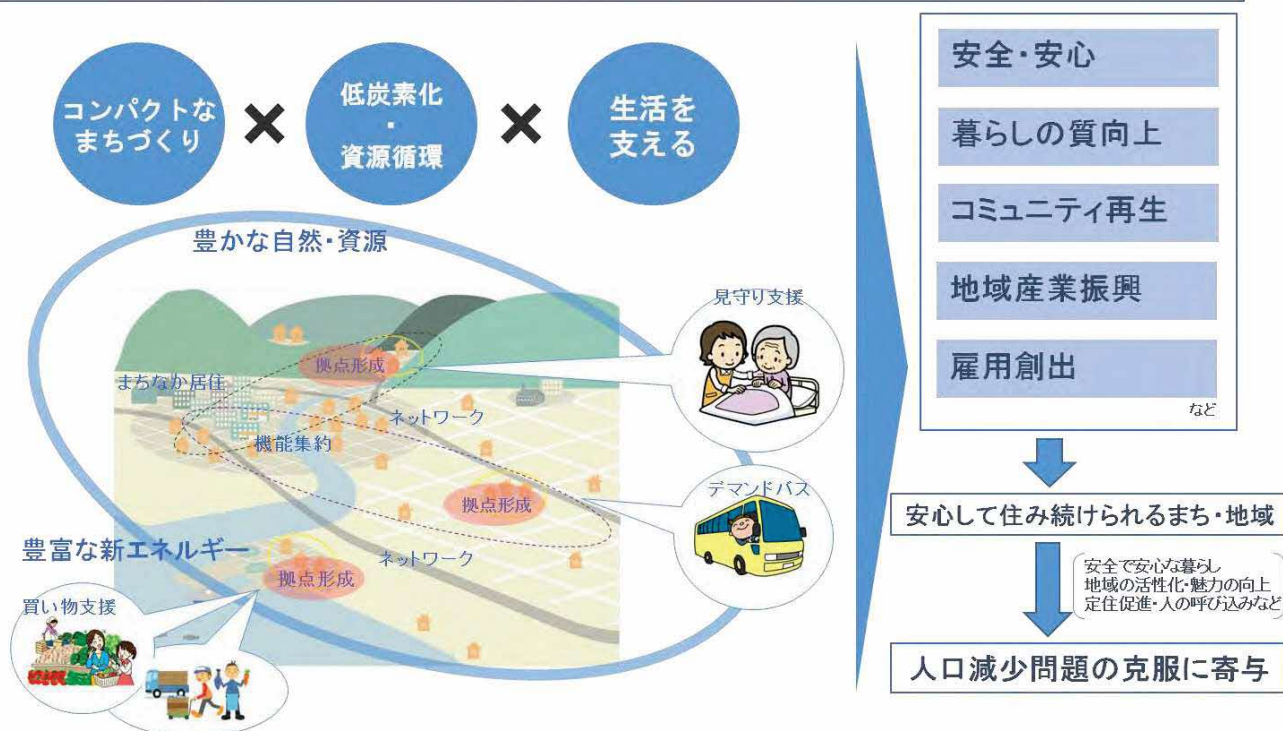 コンパクトな
まちづくり
×
低炭素化
・
資源循環
×
生活を
支える
豊かな自然・資源
見守り支援
拠点形成
まちなか居住
ネットワーク
機能集約
デマンドバス
拠点形成
豊富な新エネルギー
ネットワーク
拠点形成
買い物支援
安全・安心
暮らしの質向上
コミュニティ再生
地域産業振興
雇用創出
など
安心して住み続けられるまち・地域
安全で安心な暮らし
地域の活性化・魅力の向上
定住促進・人の呼び込みなど
人口減少問題の克服に寄与